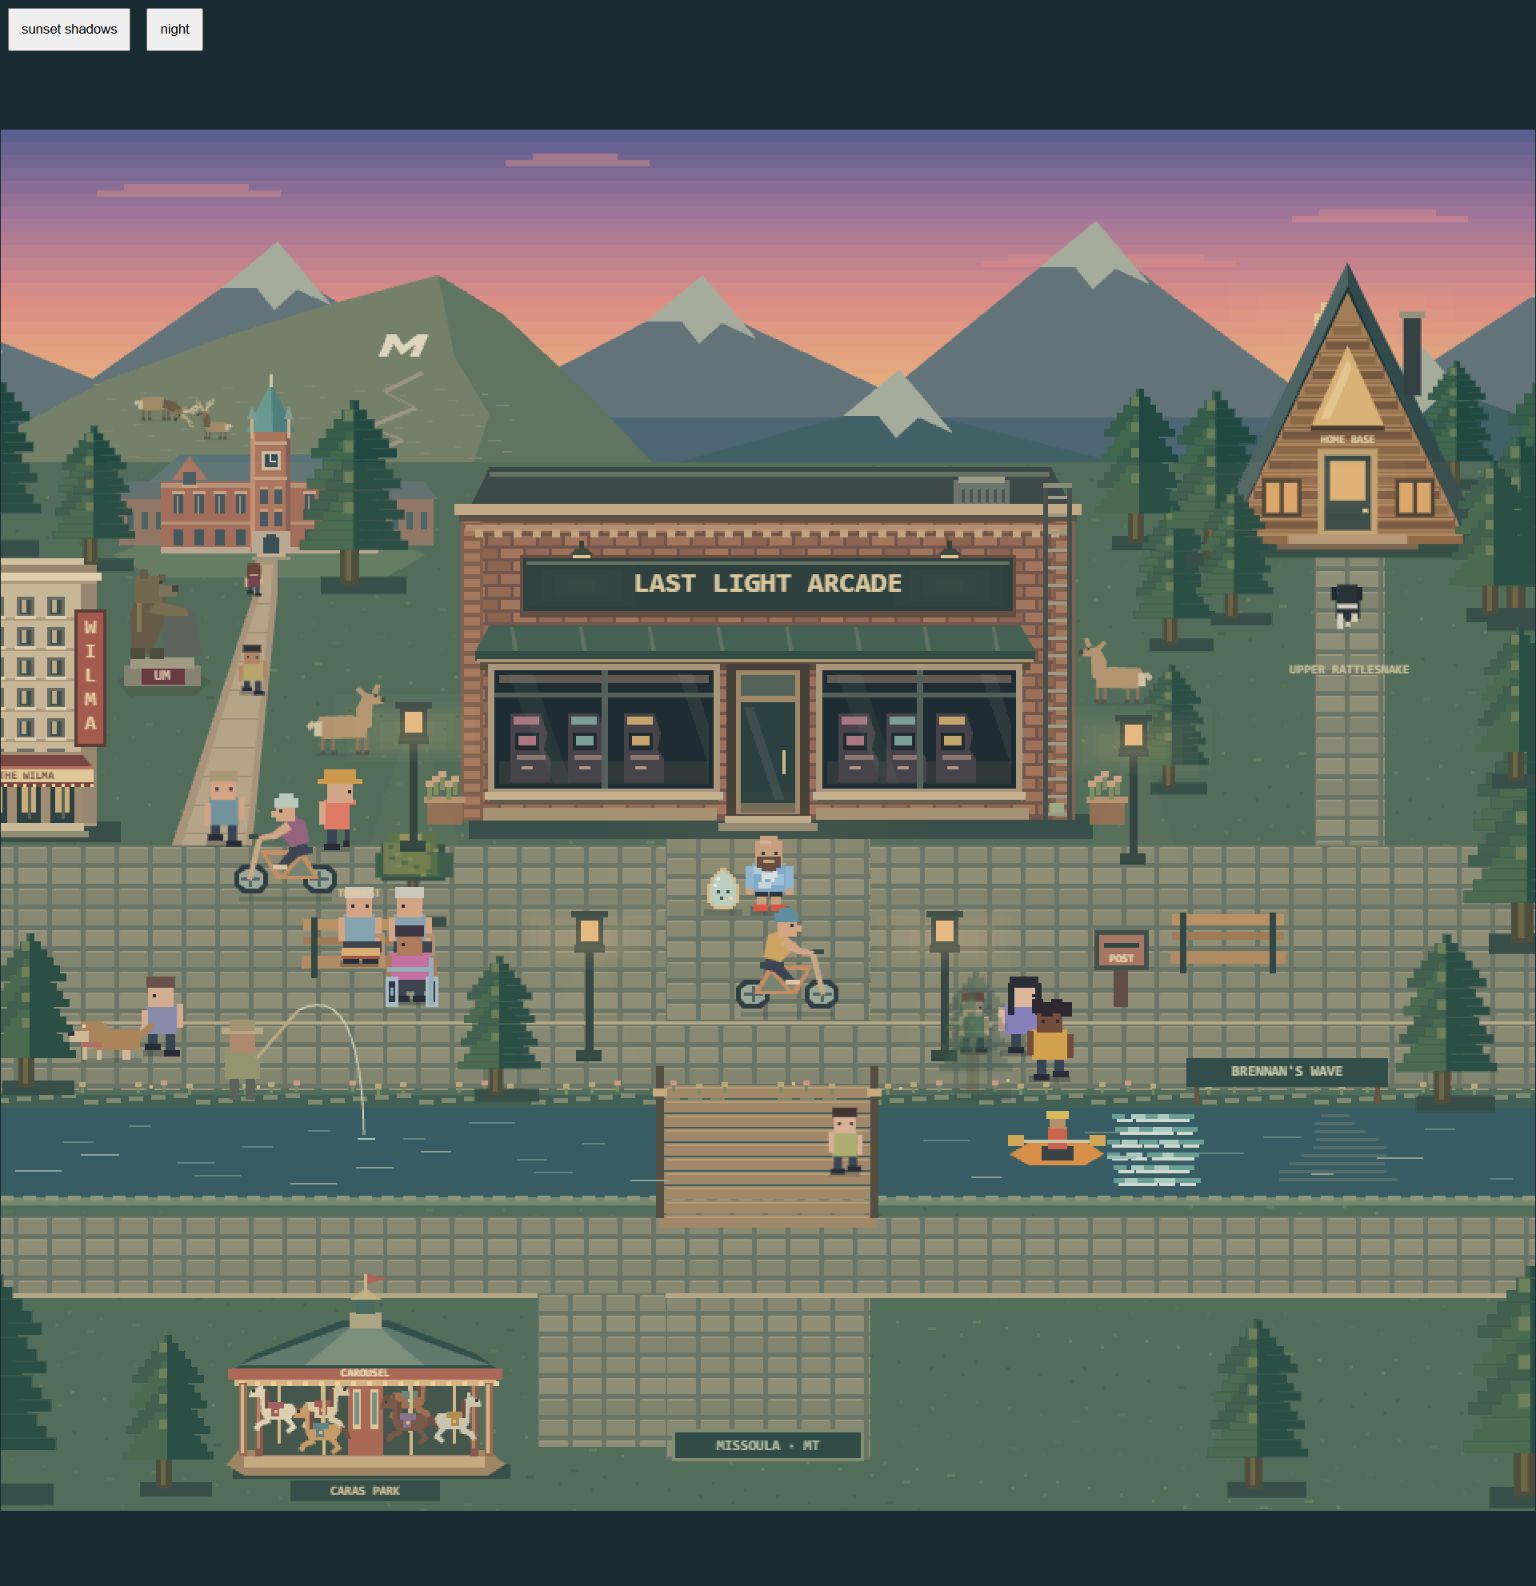 sunset shadows
night
M
HOME BASE
LAST LIGHT ARCADE
WILMA
UM
UPPER RATTLESNAKE
THE WILMA
POST
BRENNAN'S WAVE
CAROUSEL
MISSOULA · MT
CARAS PARK